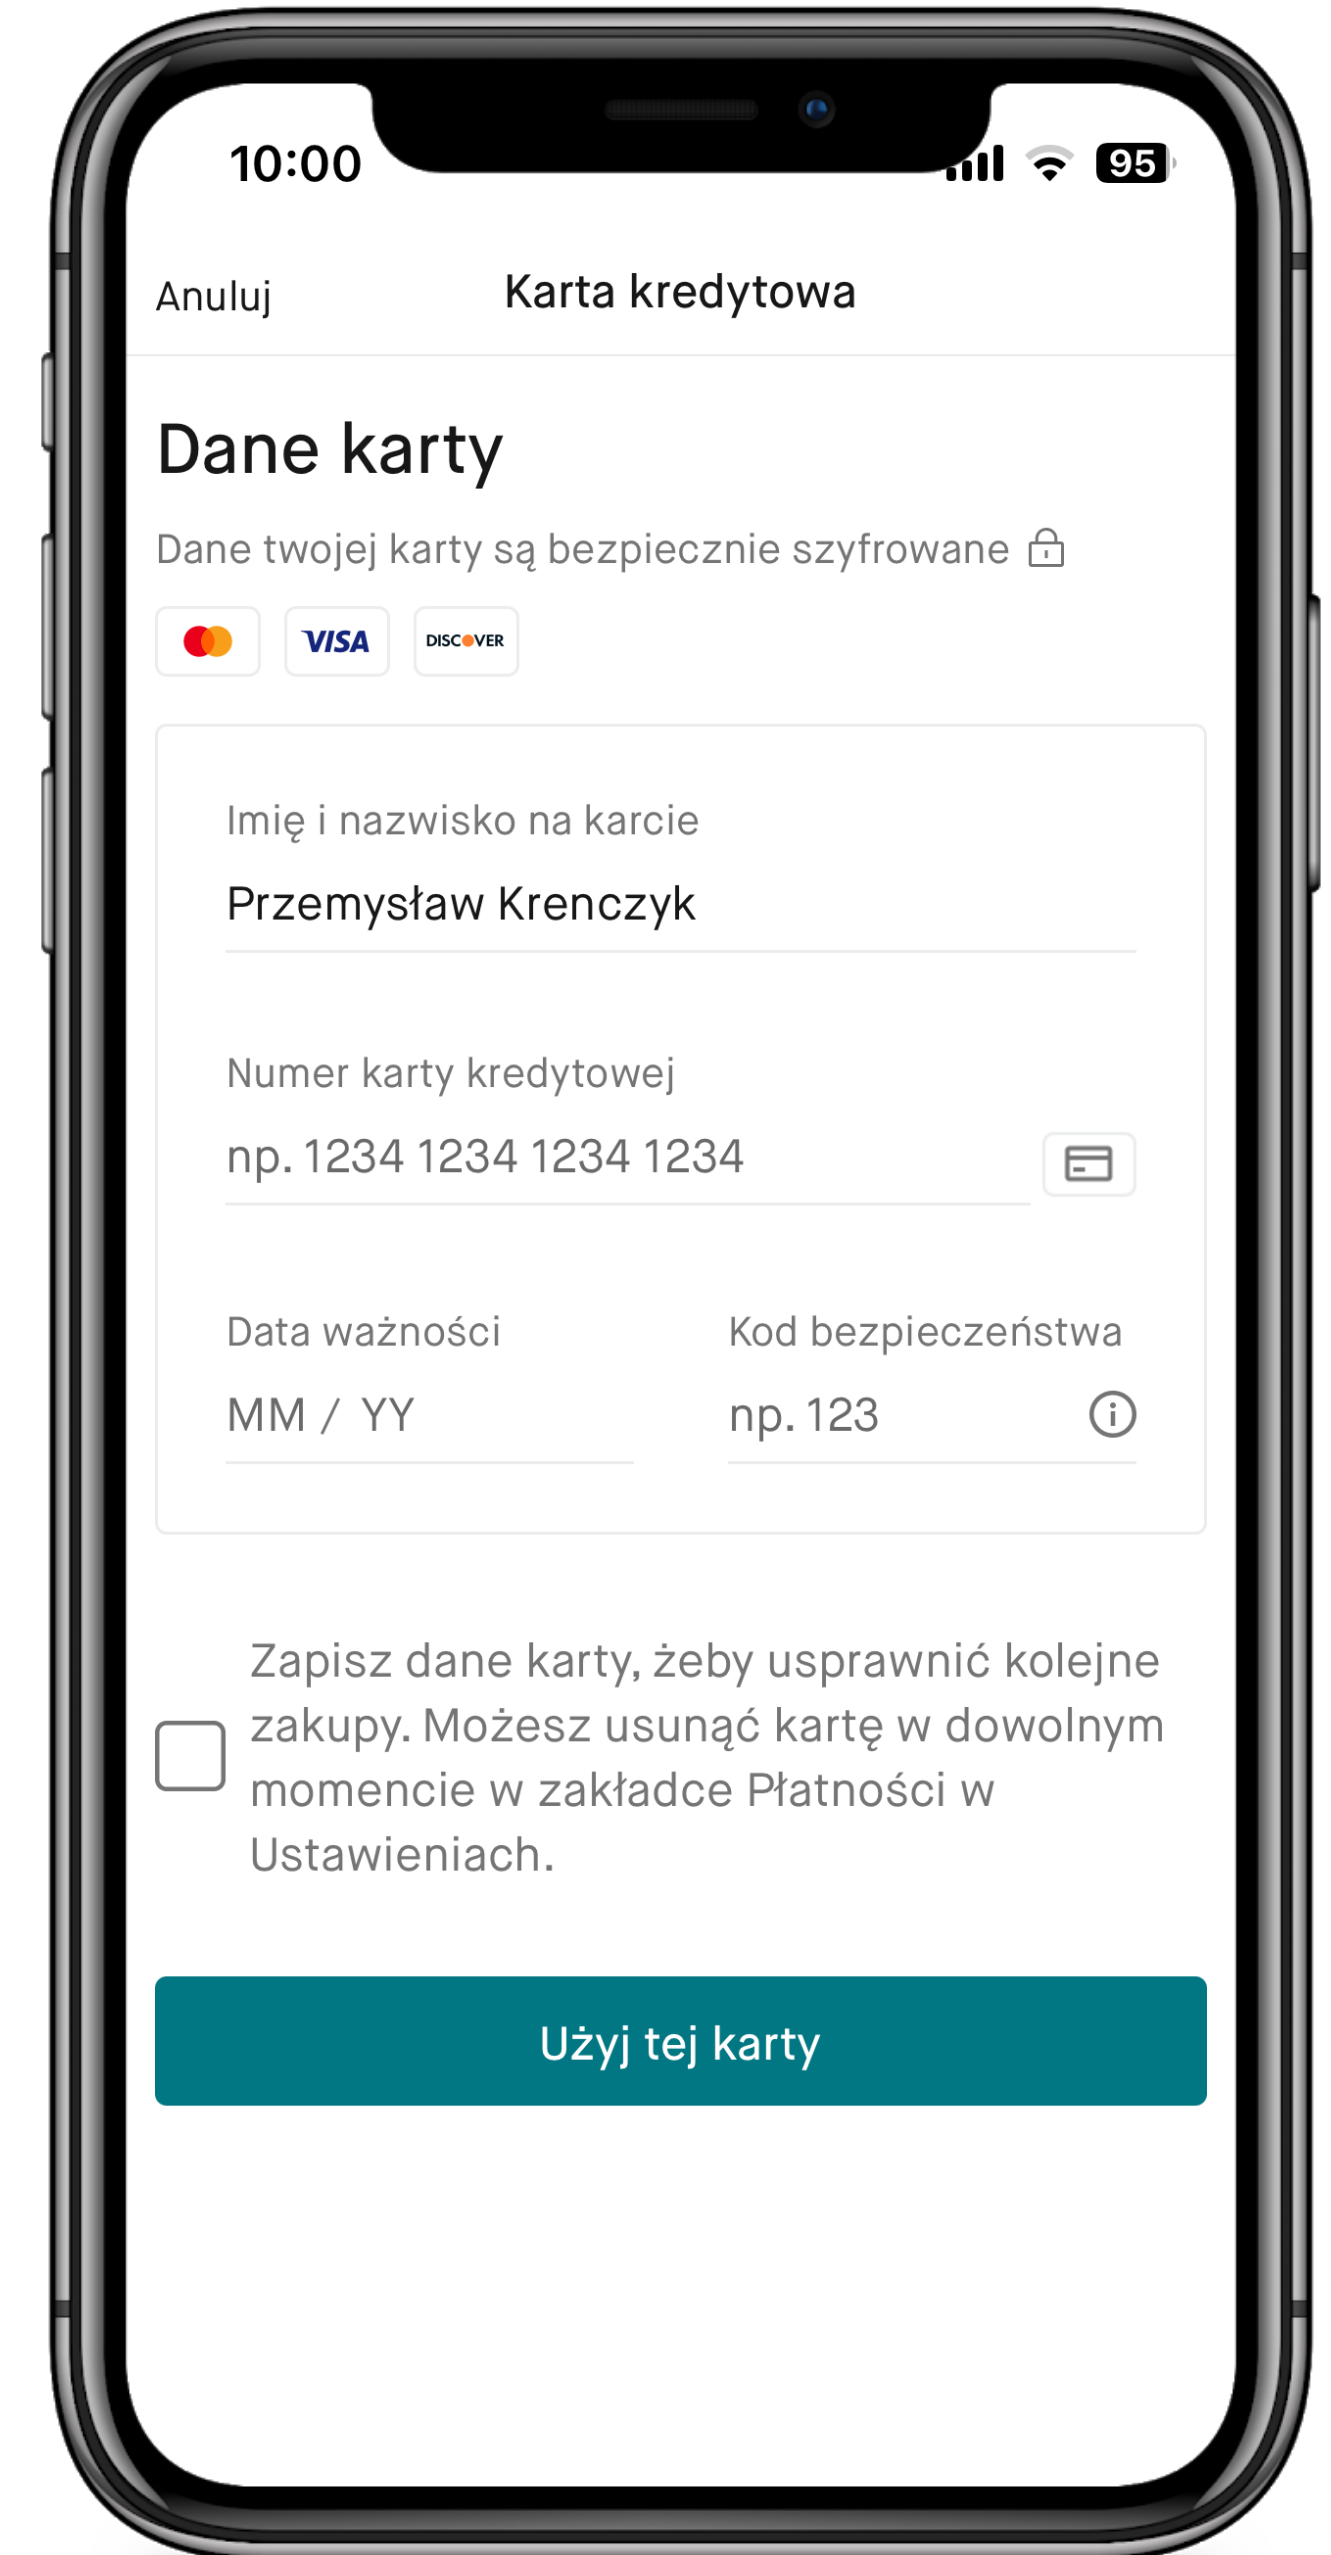 10:00
95
Anuluj
Karta kredytowa
Dane karty
Dane twojej karty są bezpiecznie szyfrowane
VISA
DISCOVER
Imię i nazwisko na karcie
Przemysław Krenczyk
Numer karty kredytowej
np. 1234 1234 1234 1234
Data ważności
Kod bezpieczeństwa
MM / YY
np. 123
Zapisz dane karty, żeby usprawnić kolejne
zakupy. Możesz usunąć kartę w dowolnym
momencie w zakładce Płatności w
Ustawieniach.
Użyj tej karty